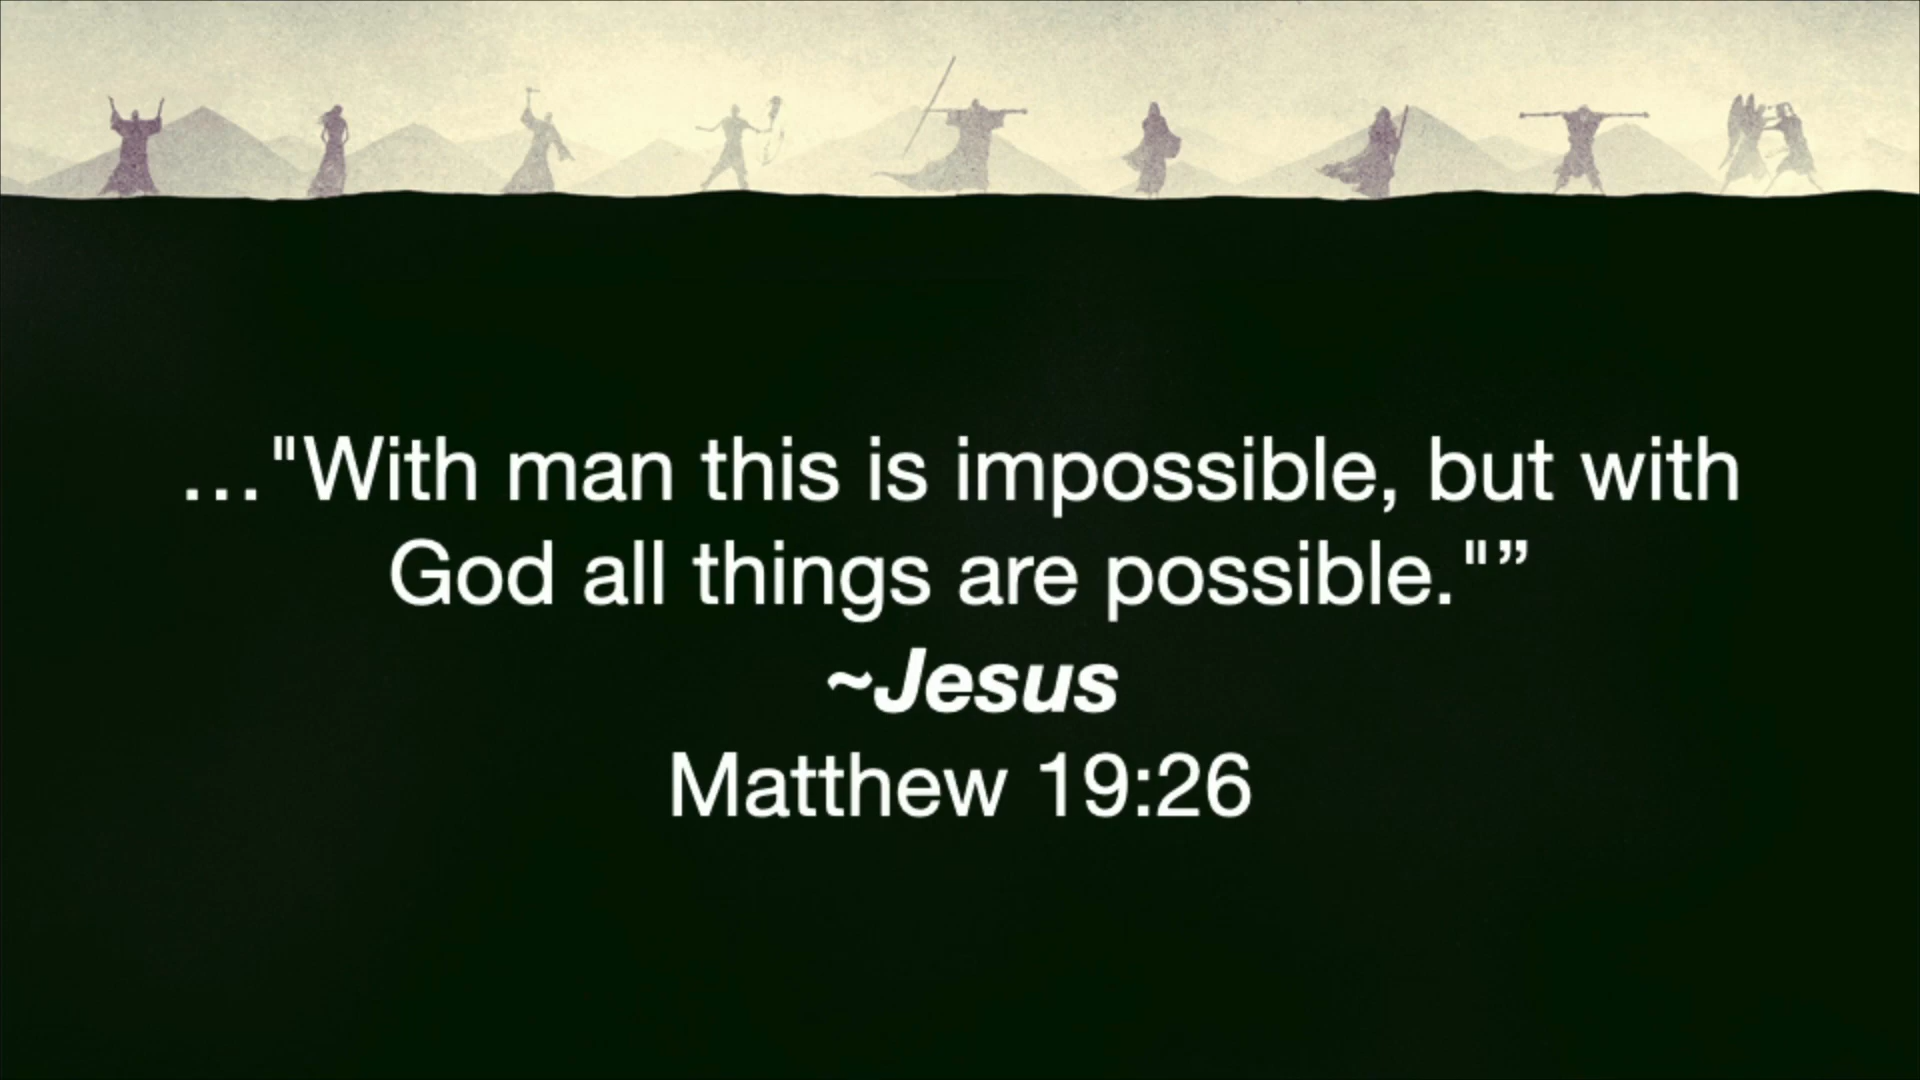 …"With man this is impossible, but with
God all things are possible."”
~Jesus
Matthew 19:26